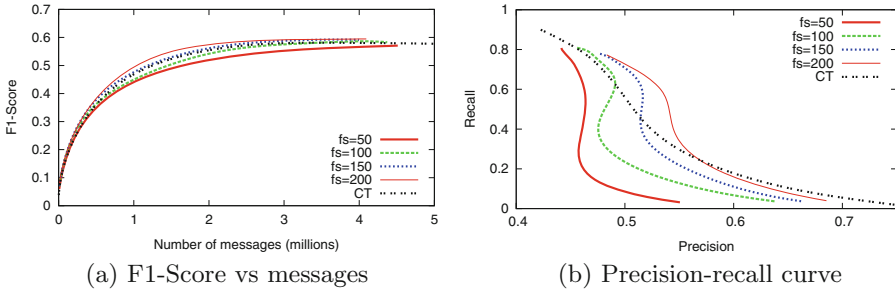 0.7
0.6
0.5
0.4
0.3
0.2
0.1
0
F1-Score
0
1
2
3
4
5
Number of messages (millions)
fs=50
fs=100
fs=150
fs=200
CT
(a) F1-Score vs messages
1
0.8
0.6
0.4
0.2
0
Recall
0.4
0.5
0.6
0.7
Precision
fs=50
fs=100
fs=150
fs=200
CT
(b) Precision-recall curve